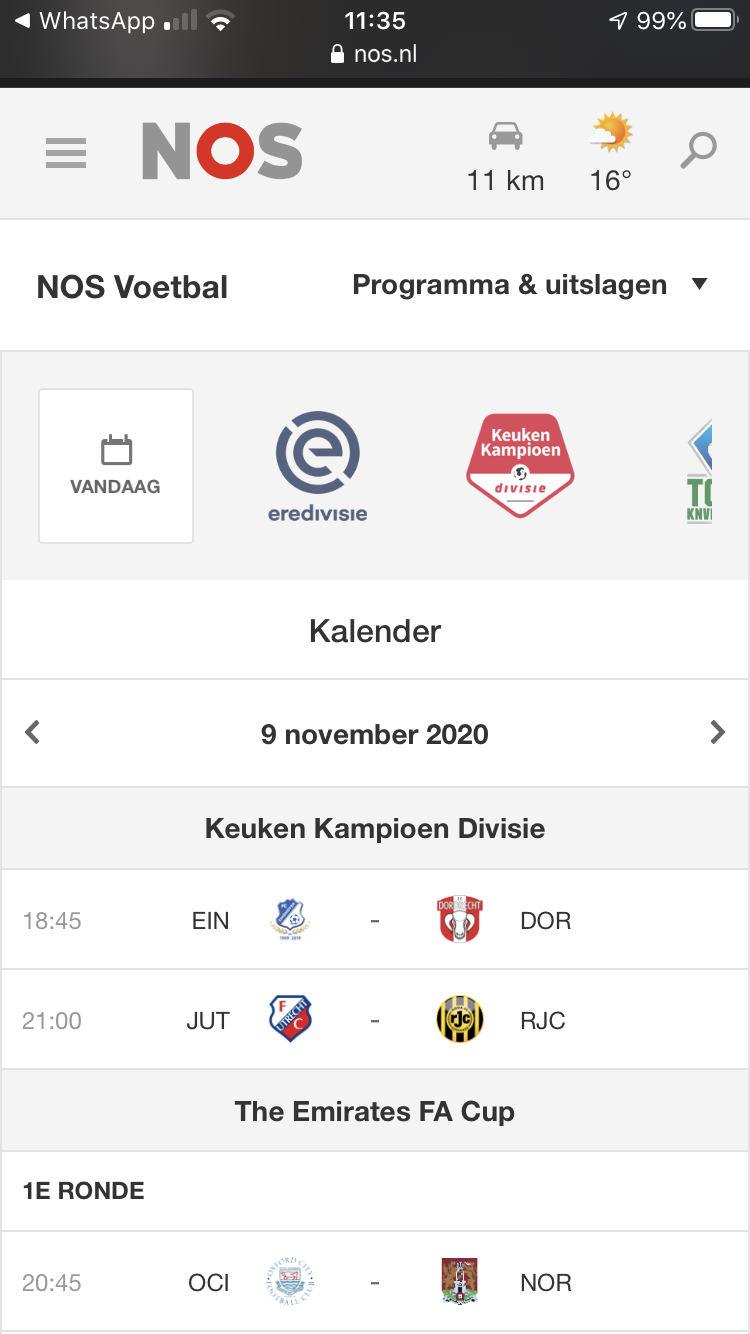 WhatsApp 11:35 99%
nos.nl
NOS 11 km 16°
NOS Voetbal Programma & uitslagen
VANDAAG
eredivisie
Keuken
Kampioen
divisie
Kalender
9 november 2020
Keuken Kampioen Divisie
18:45 EIN - DOR
21:00 JUT - RJC
The Emirates FA Cup
1E RONDE
20:45 OCI - NOR